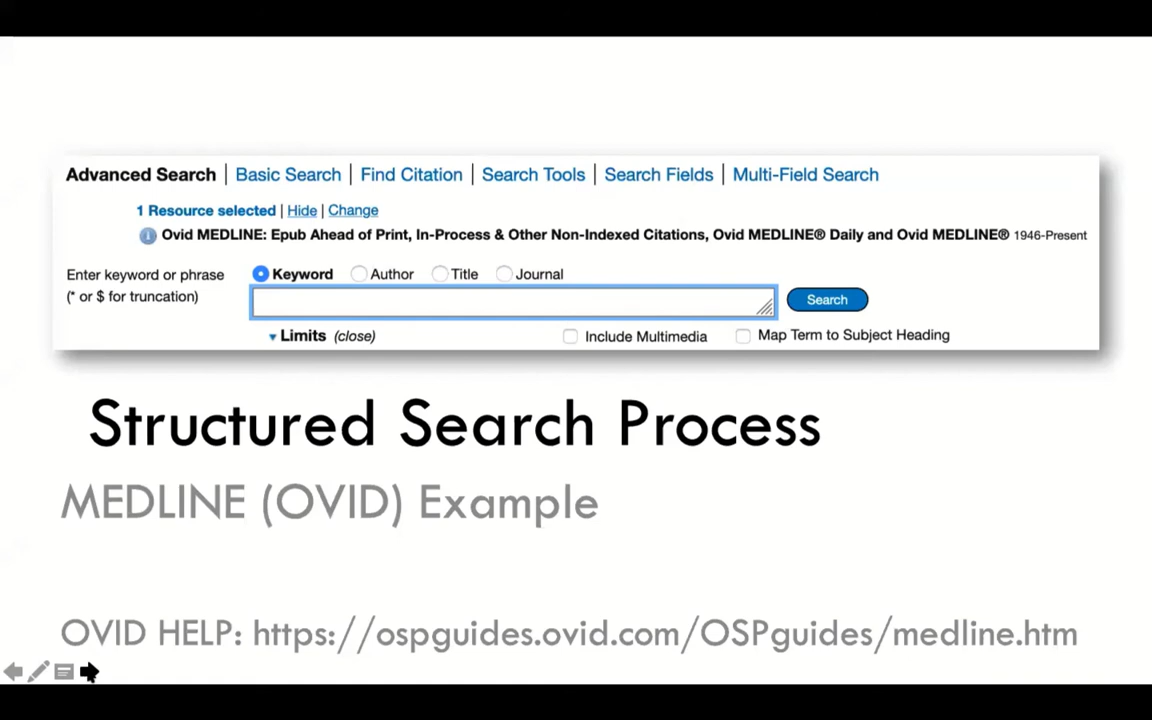 Advanced Search | Basic Search | Find Citation | Search Tools | Search Fields | Multi-Field Search
1 Resource selected | Hide | Change
Ovid MEDLINE: Epub Ahead of Print, In-Process & Other Non-Indexed Citations, Ovid MEDLINE® Daily and Ovid MEDLINE® 1946-Present
Enter keyword or phrase
(* or $ for truncation)
Keyword Author Title Journal
Search
Limits (close) Include Multimedia Map Term to Subject Heading
Structured Search Process
MEDLINE (OVID) Example
OVID HELP: https://ospguides.ovid.com/OSPguides/medline.htm